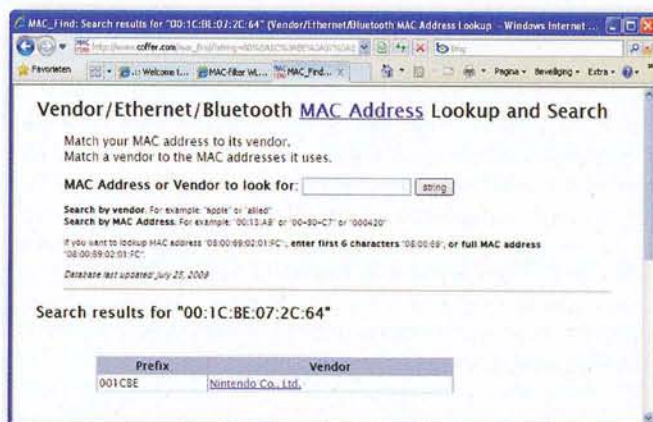 MAC_Find: Search results for "00:1C:BE:07:2C:64" (Vendor/Ethernet/Bluetooth MAC Address Lookup - Windows Internet ...
bing
Favorieten
Welcome t...
MAC-filter WL...
MAC_Find...
Pagina
Beveiliging
Extra
Vendor/Ethernet/Bluetooth MAC Address Lookup and Search
Match your MAC address to its vendor.
Match a vendor to the MAC addresses it uses.
MAC Address or Vendor to look for: string
Search by vendor. For example: "apple" or "allied"
Search by MAC Address. For example: "00:13:A9" or "00-80-C7" or "000420"
If you want to lookup MAC address "08:00:69:02:01:FC", enter first 6 characters "08:00:69", or full MAC address
"08:00:69:02:01:FC".
Database last updated: July 25, 2009
Search results for "00:1C:BE:07:2C:64"
Prefix Vendor
001CBE Nintendo Co., Ltd.